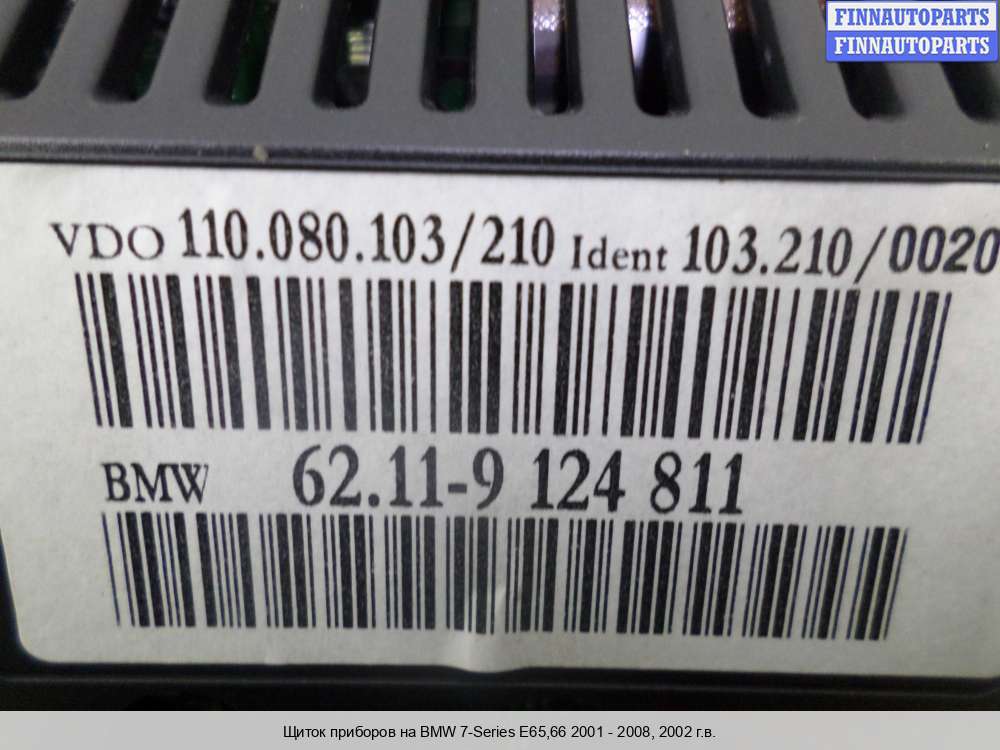 FINNAUTOPARTS
FINNAUTOPARTS
VDO 110.080.103/210 Ident 103.210/0020
BMW 62.11-9 124 811
Щиток приборов на BMW 7-Series E65,66 2001 - 2008, 2002 г.в.